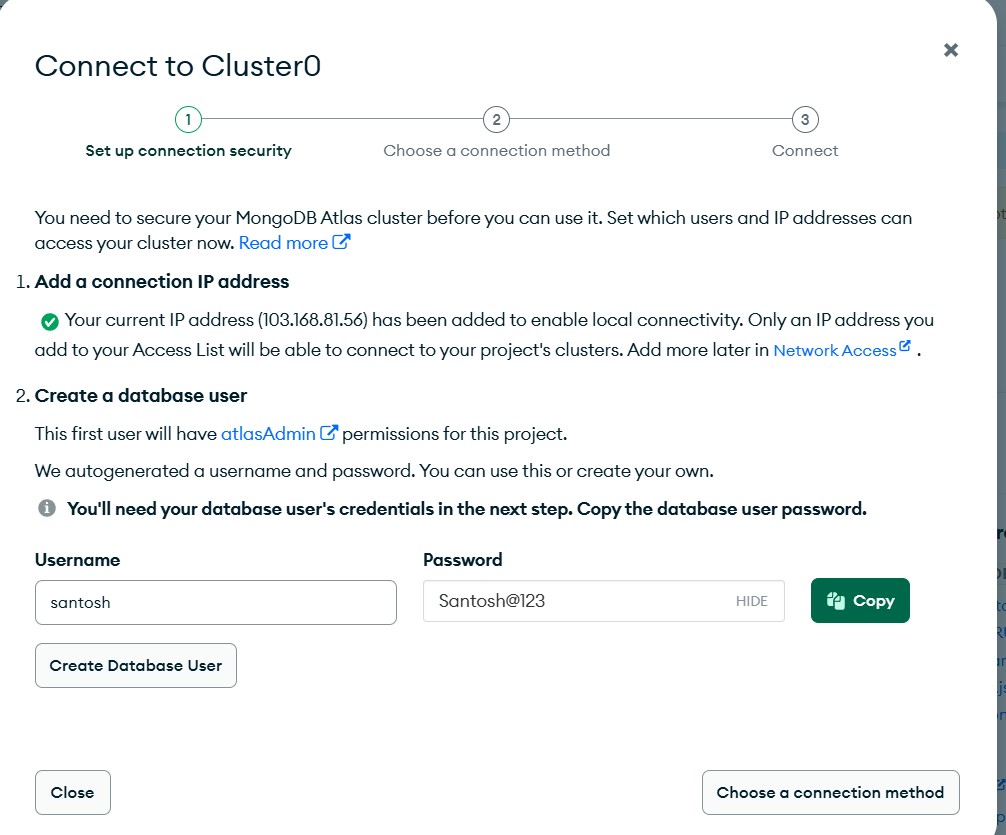 Connect to Cluster0
1
2
3
Set up connection security
Choose a connection method
Connect
You need to secure your MongoDB Atlas cluster before you can use it. Set which users and IP addresses can
access your cluster now. Read more
1. Add a connection IP address
Your current IP address (103.168.81.56) has been added to enable local connectivity. Only an IP address you
add to your Access List will be able to connect to your project's clusters. Add more later in Network Access .
2. Create a database user
This first user will have atlasAdmin permissions for this project.
We autogenerated a username and password. You can use this or create your own.
You'll need your database user's credentials in the next step. Copy the database user password.
Username
Password
santosh
Santosh@123
HIDE
Copy
Create Database User
Close
Choose a connection method